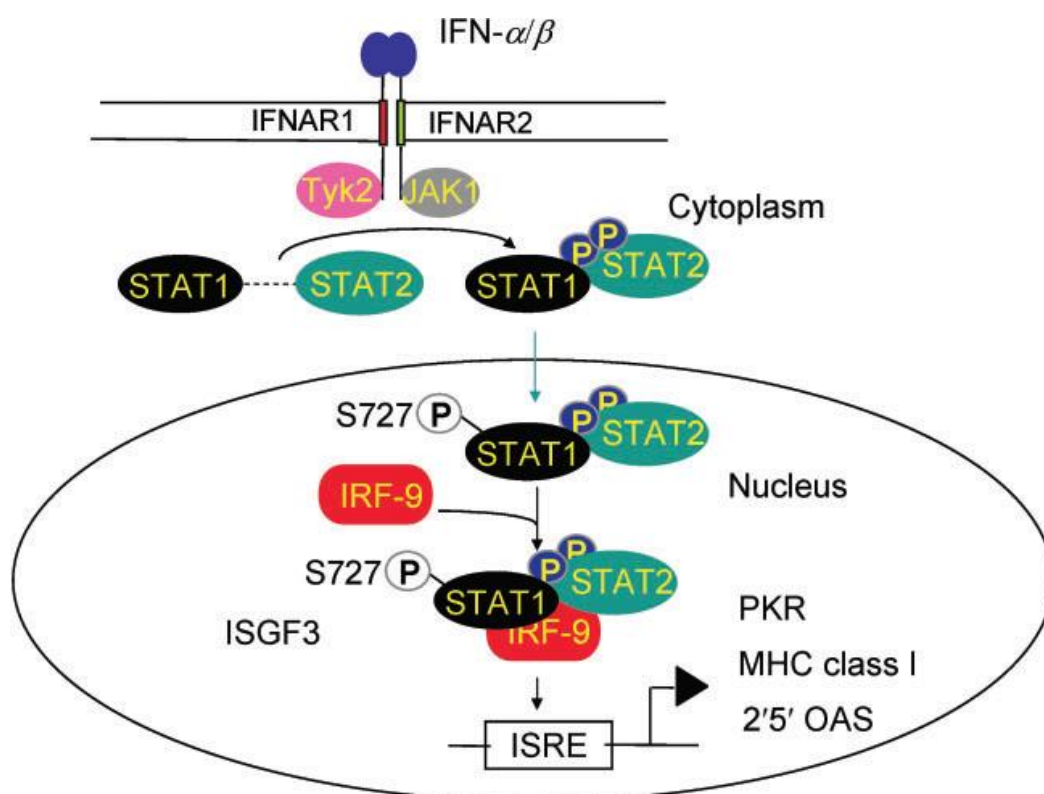 IFN-α/β
IFNAR1 IFNAR2
Tyk2 JAK1
Cytoplasm
P P
STAT1 STAT2 STAT1 STAT2
S727 P P P
STAT1 STAT2
IRF-9 Nucleus
S727 P P P
STAT1 STAT2
ISGF3 IRF-9 PKR
MHC class I
ISRE 2′5′ OAS